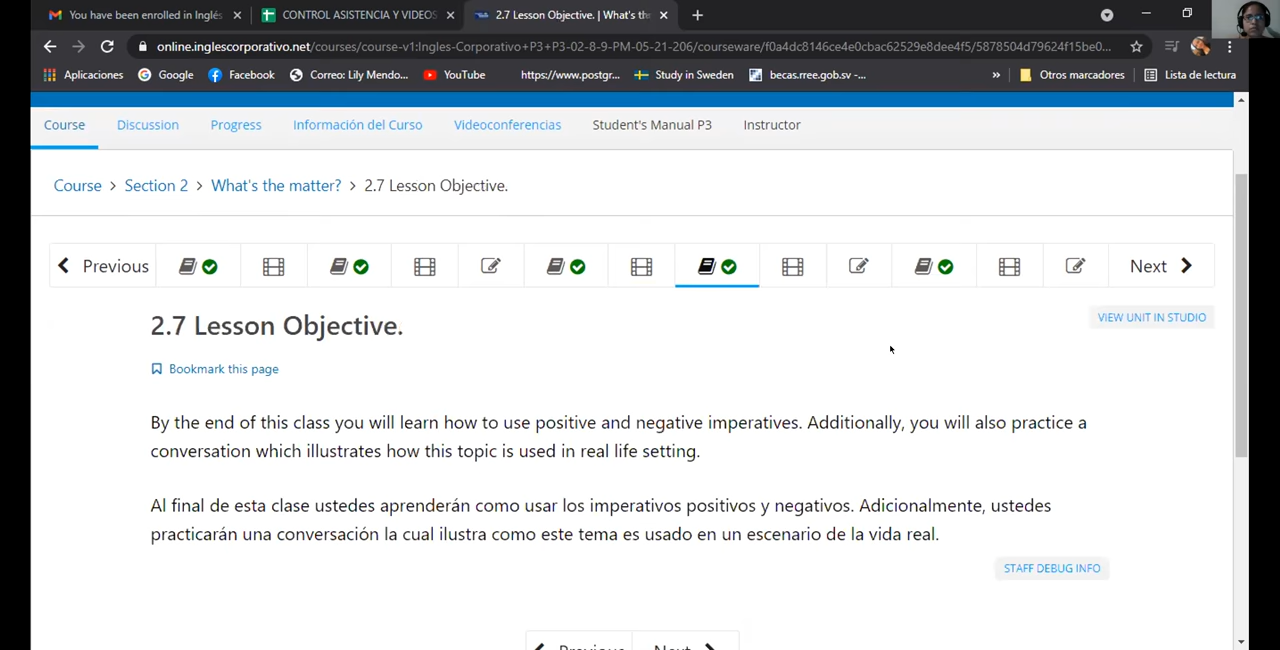 You have been enrolled in Inglés
CONTROL ASISTENCIA Y VIDEOS
2.7 Lesson Objective. | What's th
online.inglescorporativo.net/courses/course-v1:Ingles-Corporativo+P3+P3-02-8-9-PM-05-21-206/courseware/f0a4dc8146ce4e0cbac62529e8dee4f5/5878504d79624f15be0...
Aplicaciones
Google
Facebook
Correo: Lily Mendo...
YouTube
https://www.postgr...
Study in Sweden
becas.rree.gob.sv -...
»
Otros marcadores
Lista de lectura
Course
Discussion
Progress
Información del Curso
Videoconferencias
Student's Manual P3
Instructor
Course > Section 2 > What's the matter? > 2.7 Lesson Objective.
Previous
Next
2.7 Lesson Objective.
VIEW UNIT IN STUDIO
Bookmark this page
By the end of this class you will learn how to use positive and negative imperatives. Additionally, you will also practice a
conversation which illustrates how this topic is used in real life setting.
Al final de esta clase ustedes aprenderán como usar los imperativos positivos y negativos. Adicionalmente, ustedes
practicarán una conversación la cual ilustra como este tema es usado en un escenario de la vida real.
STAFF DEBUG INFO
Previous
Next